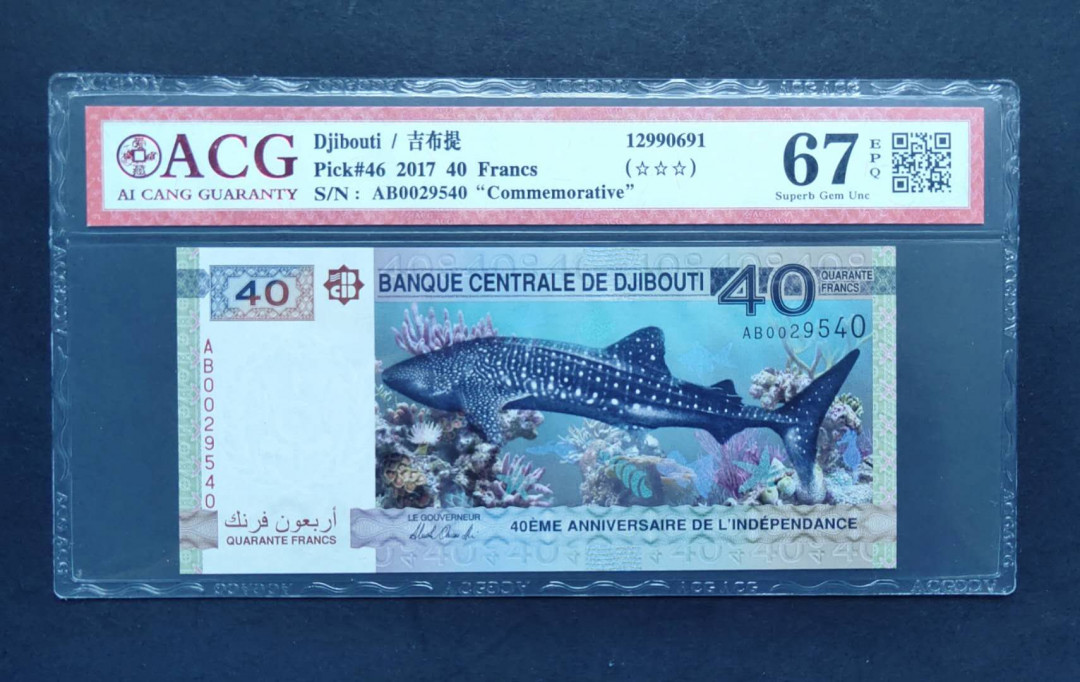 ACG
AI CANG GUARANTY
Djibouti / 吉布提
Pick#46 2017 40 Francs
S/N : AB0029540 “Commemorative”
12990691
(☆☆☆)
67
EPQ
Superb Gem Unc
40
BANQUE CENTRALE DE DJIBOUTI
40
QUARANTE
FRANCS
AB0029540
AB0029540
أربعون فرنك
QUARANTE FRANCS
LE GOUVERNEUR
40ÈME ANNIVERSAIRE DE L'INDÉPENDANCE